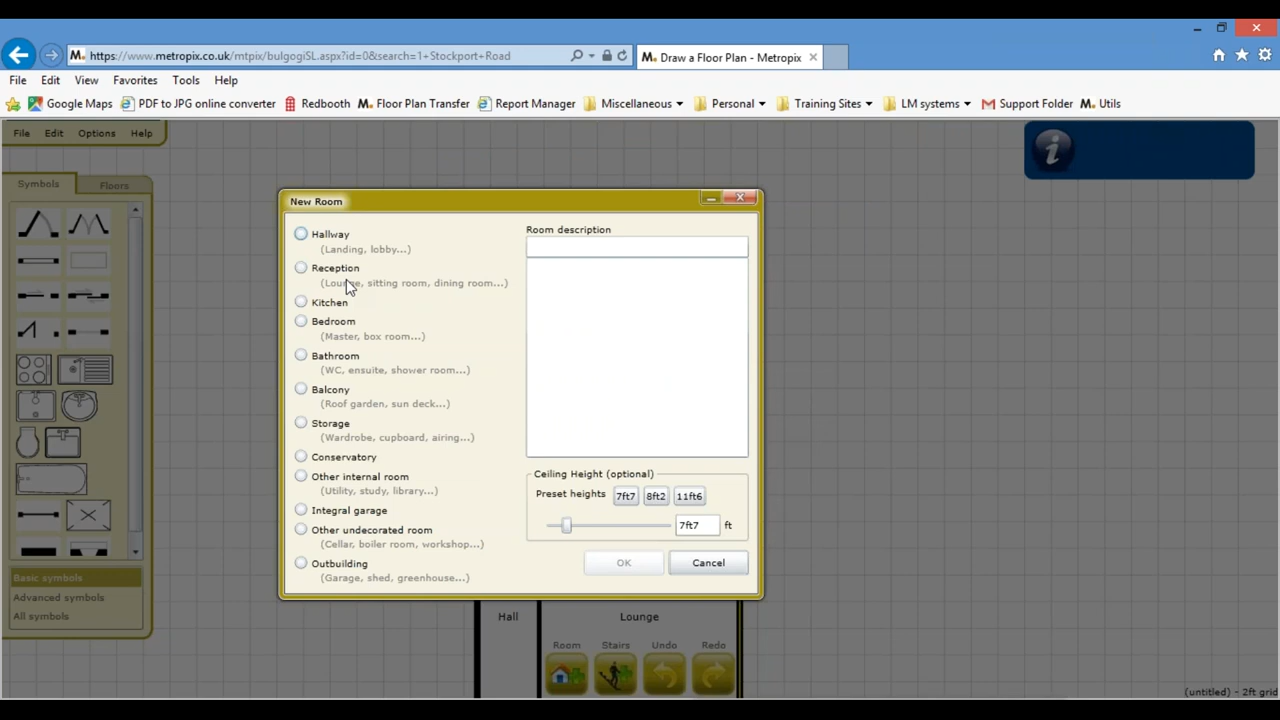 https://www.metropix.co.uk/mtpix/bulgogiSL.aspx?id=0&search=1+Stockport+Road
Draw a Floor Plan - Metropix
File Edit View Favorites Tools Help
Google Maps PDF to JPG online converter Redbooth Floor Plan Transfer Report Manager Miscellaneous Personal Training Sites LM systems Support Folder Utils
File Edit Options Help
Symbols Floors
New Room
Hallway
(Landing, lobby...)
Reception
(Lounge, sitting room, dining room...)
Kitchen
Bedroom
(Master, box room...)
Bathroom
(WC, ensuite, shower room...)
Balcony
(Roof garden, sun deck...)
Storage
(Wardrobe, cupboard, airing...)
Conservatory
Other internal room
(Utility, study, library...)
Integral garage
Other undecorated room
(Cellar, boiler room, workshop...)
Outbuilding
(Garage, shed, greenhouse...)
Room description
Ceiling Height (optional)
Preset heights 7ft7 8ft2 11ft6
7ft7 ft
OK Cancel
Basic symbols
Advanced symbols
All symbols
Hall Lounge
Room Stairs Undo Redo
(untitled) - 2ft grid